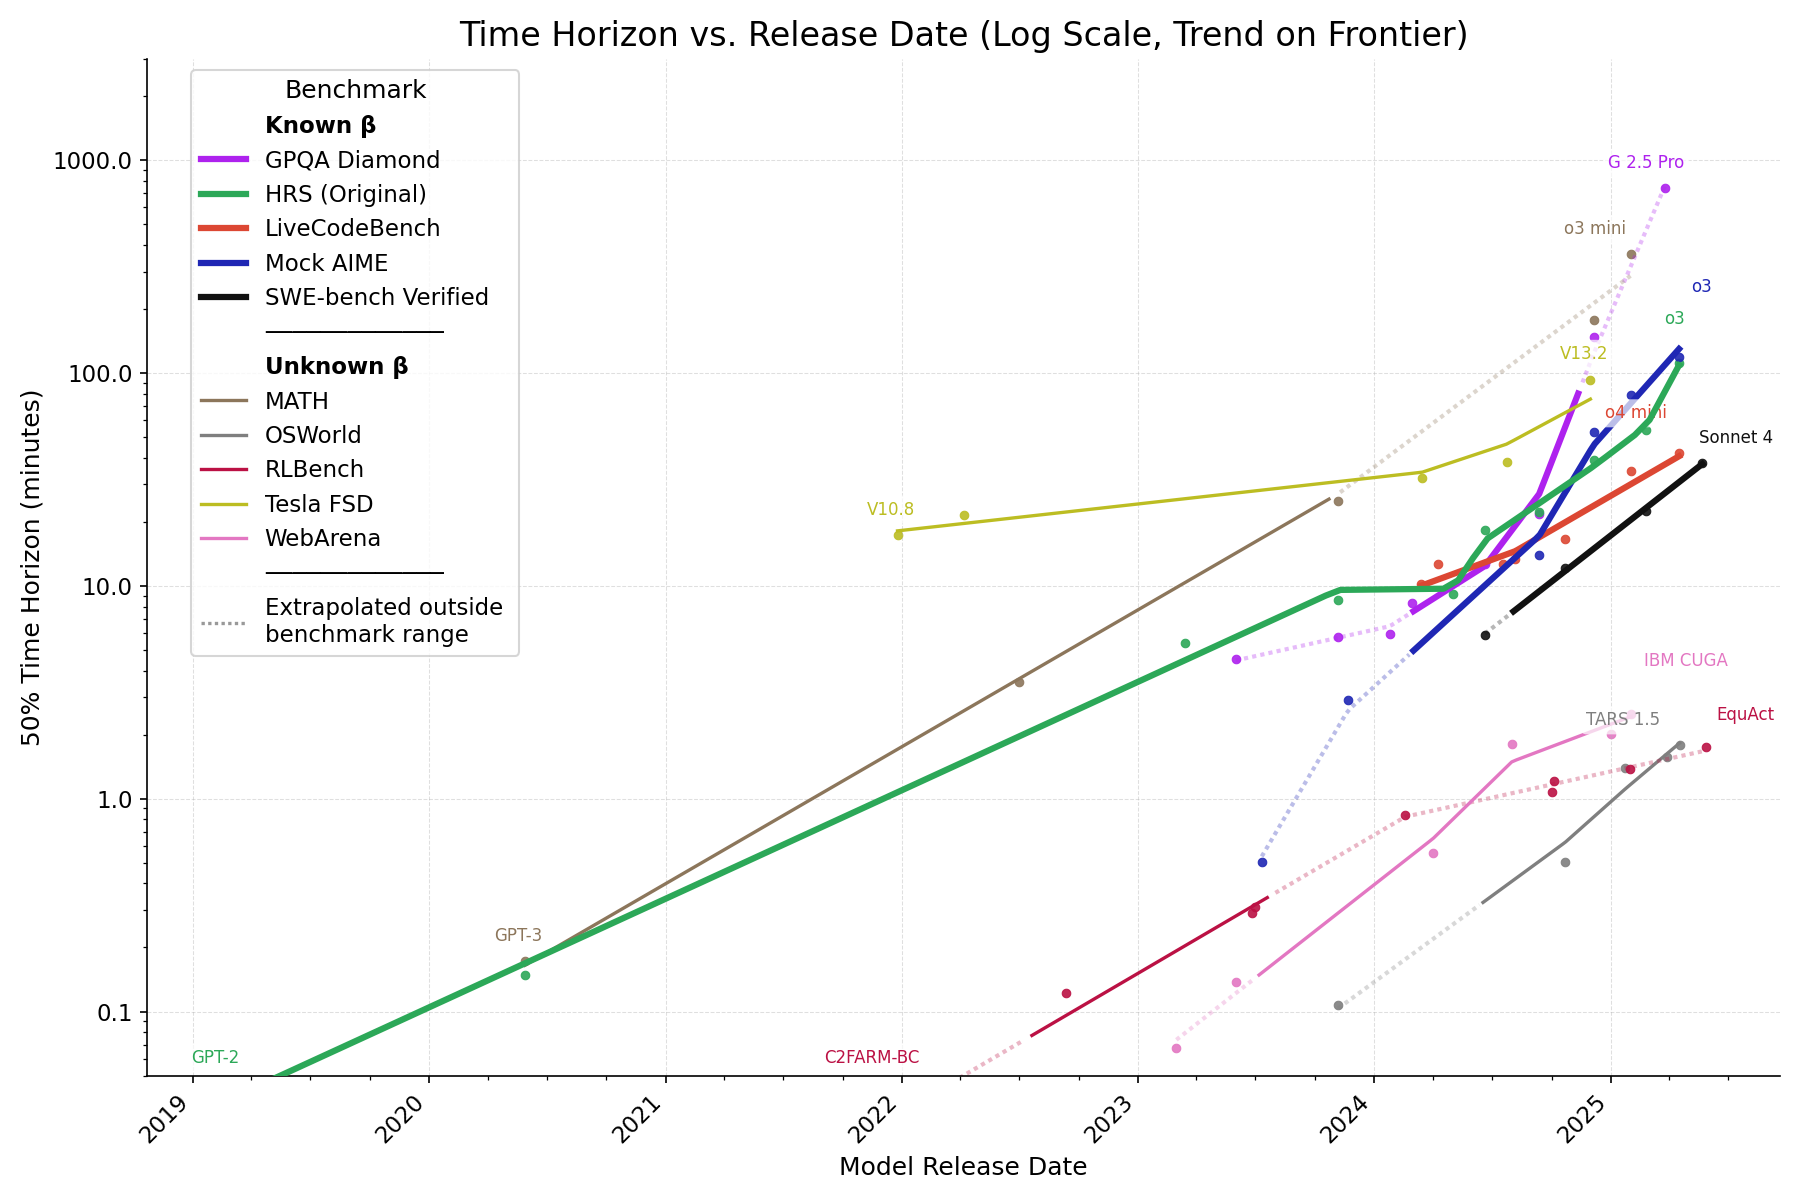 Time Horizon vs. Release Date (Log Scale, Trend on Frontier)
Benchmark
Known β
GPQA Diamond
HRS (Original)
LiveCodeBench
Mock AIME
SWE-bench Verified
Unknown β
MATH
OSWorld
RLBench
Tesla FSD
WebArena
Extrapolated outside
benchmark range
50% Time Horizon (minutes)
1000.0
100.0
10.0
1.0
0.1
G 2.5 Pro
o3 mini
o3
o3
V13.2
o4 mini
Sonnet 4
V10.8
IBM CUGA
TARS 1.5
EquAct
GPT-3
GPT-2
C2FARM-BC
2019
2020
2021
2022
2023
2024
2025
Model Release Date